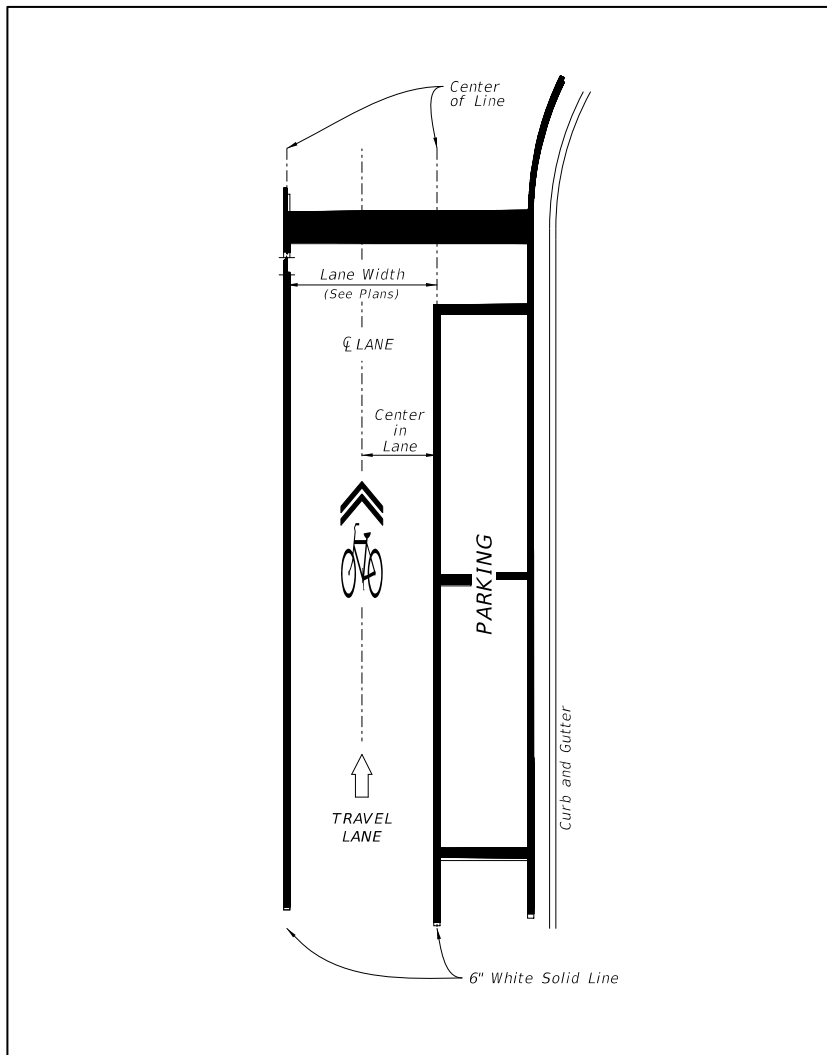 Center
of Line
Lane Width
(See Plans)
℄ LANE
Center
in
Lane
PARKING
Curb and Gutter
TRAVEL
LANE
6" White Solid Line